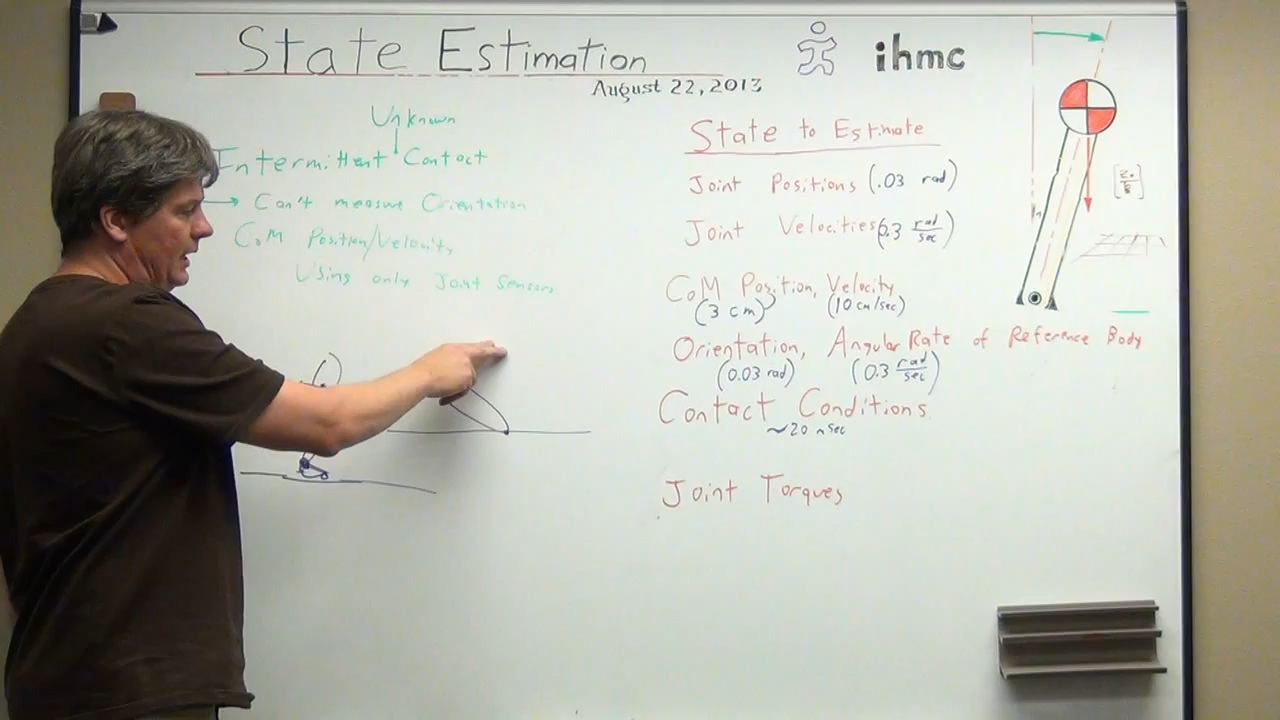 State Estimation
August 22, 2013
ihmc
Unknown
Intermittent Contact
→ Can't measure Orientation
CoM Position/Velocity
Using only Joint Sensors
State to Estimate
Joint Positions (.03 rad)
Joint Velocities (0.3 rad/sec)
CoM Position, Velocity
(3 cm) (10 cm/sec)
Orientation, Angular Rate of Reference Body
(0.03 rad) (0.3 rad/sec)
Contact Conditions
~20 msec
Joint Torques